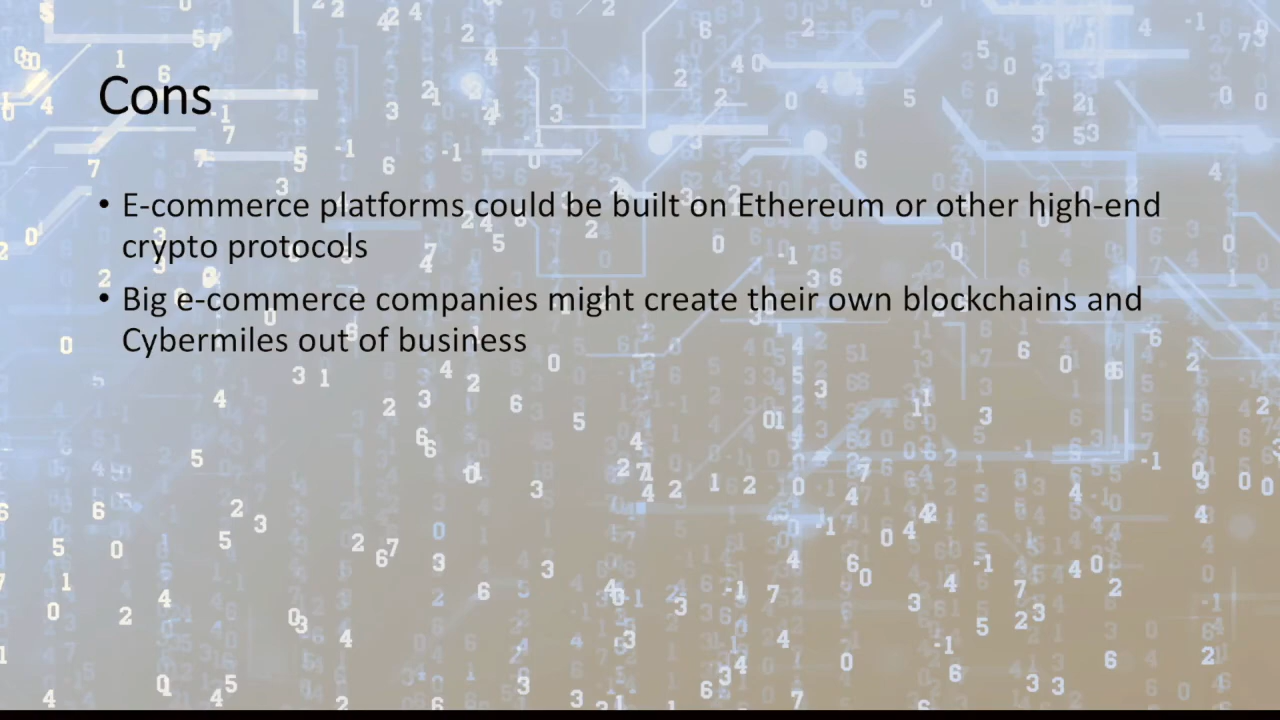 Cons
• E-commerce platforms could be built on Ethereum or other high-end
crypto protocols
• Big e-commerce companies might create their own blockchains and
Cybermiles out of business